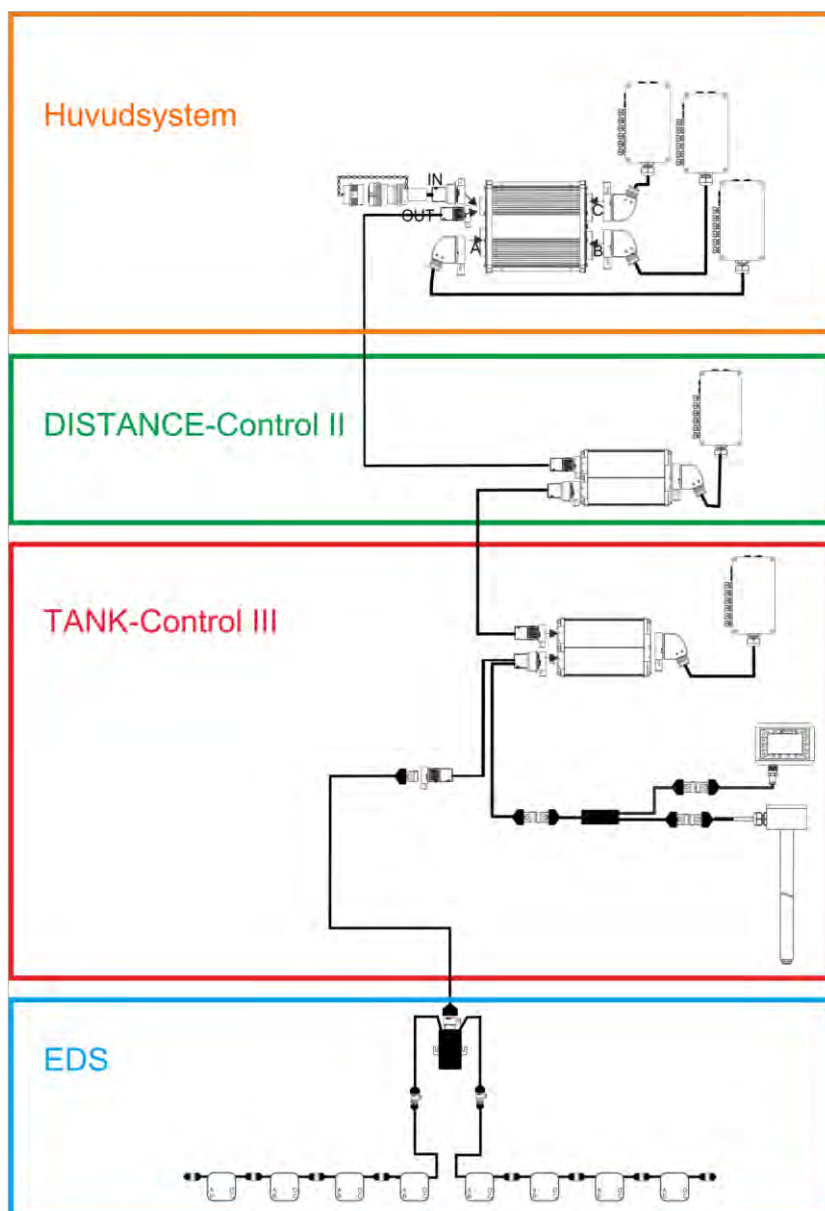 Huvudsystem
IN
OUT
C
A
B
DISTANCE-Control II
TANK-Control III
EDS